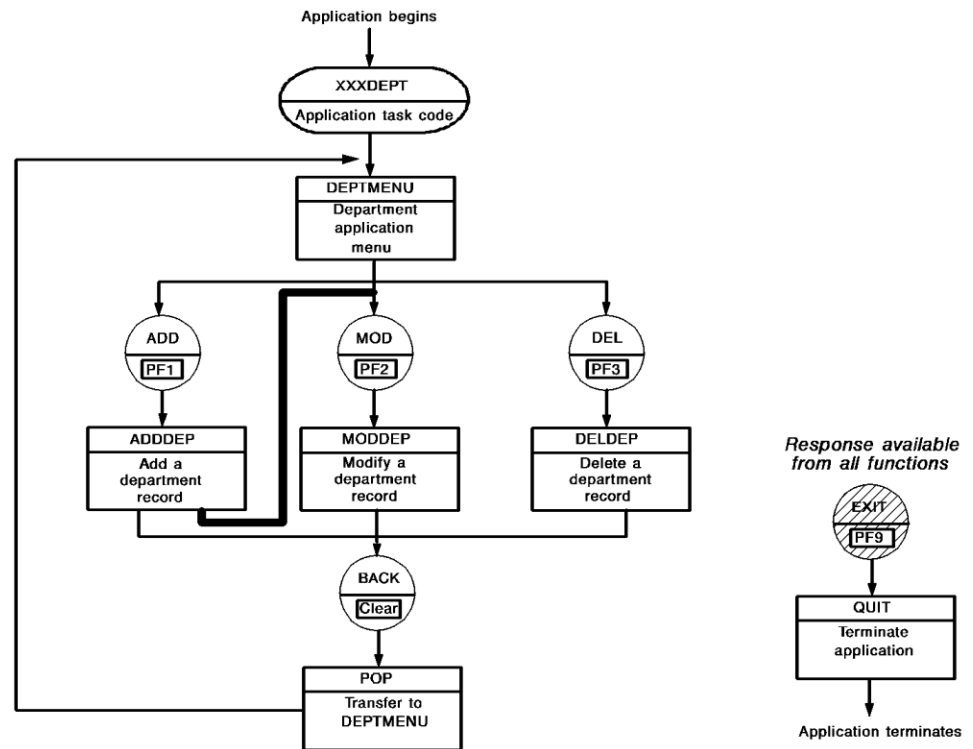 Application begins
XXXDEPT
Application task code
DEPTMENU
Department
application
menu
ADD
PF1
MOD
PF2
DEL
PF3
ADDDEP
Add a
department
record
MODDEP
Modify a
department
record
DELDEP
Delete a
department
record
Response available
from all functions
EXIT
PF9
BACK
Clear
QUIT
Terminate
application
POP
Transfer to
DEPTMENU
Application terminates